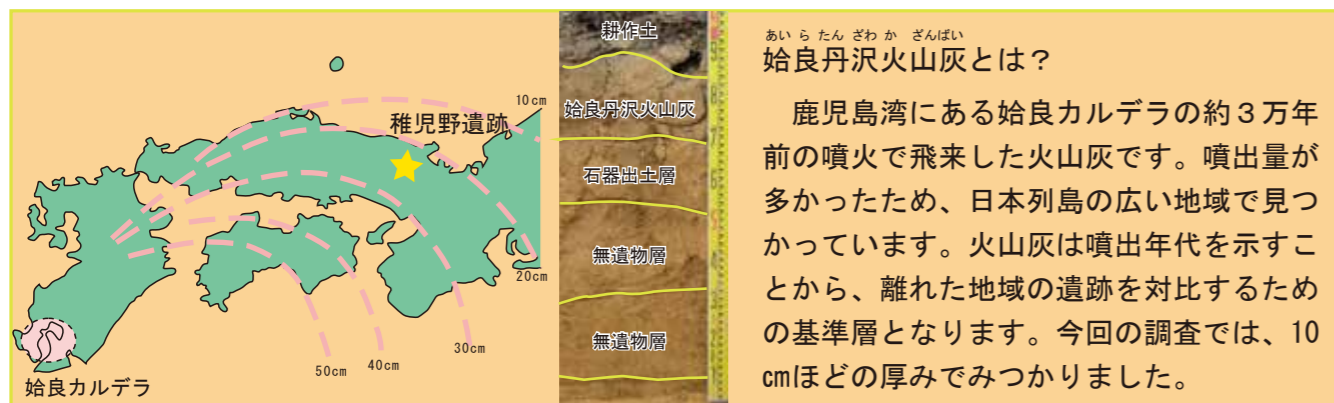 稚児野遺跡
10cm
20cm
30cm
40cm
50cm
姶良カルデラ
耕作土
姶良丹沢火山灰
石器出土層
無遺物層
無遺物層
あいらたんざわかざんばい
姶良丹沢火山灰とは？
鹿児島湾にある姶良カルデラの約３万年
前の噴火で飛来した火山灰です。噴出量が
多かったため、日本列島の広い地域で見つ
かっています。火山灰は噴出年代を示すこ
とから、離れた地域の遺跡を対比するため
の基準層となります。今回の調査では、10
㎝ほどの厚みでみつかりました。